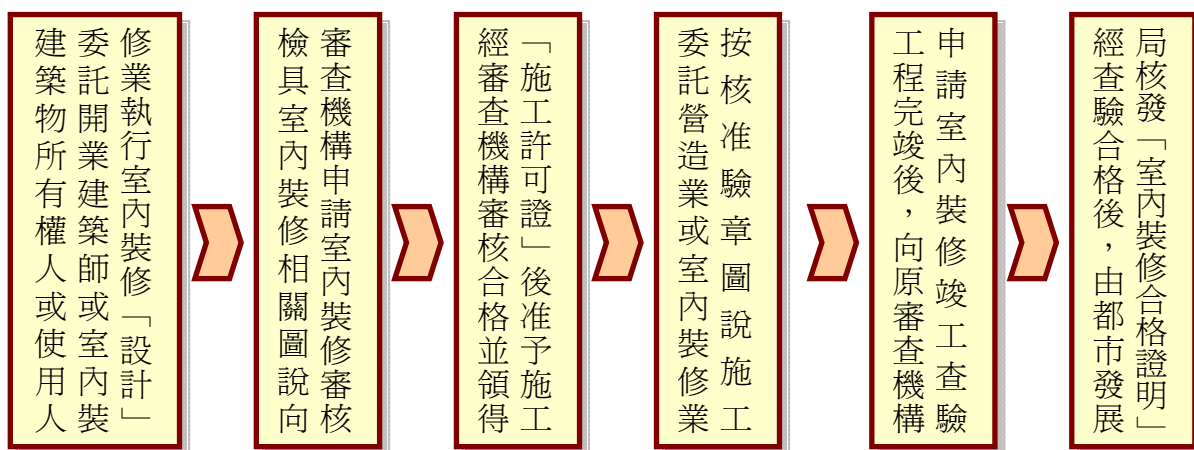 建築物所有權人或使用人
委託開業建築師或室內裝
修業執行室內裝修「設計」
檢具室內裝修相關圖說向
審查機構申請室內裝修審核
經審查機構審核合格並領得
「施工許可證」後准予施工
委託營造業或室內裝修業
按核准驗章圖說施工
工程完竣後，向原審查機構
申請室內裝修竣工查驗
經查驗合格後，由都市發展
局核發「室內裝修合格證明」